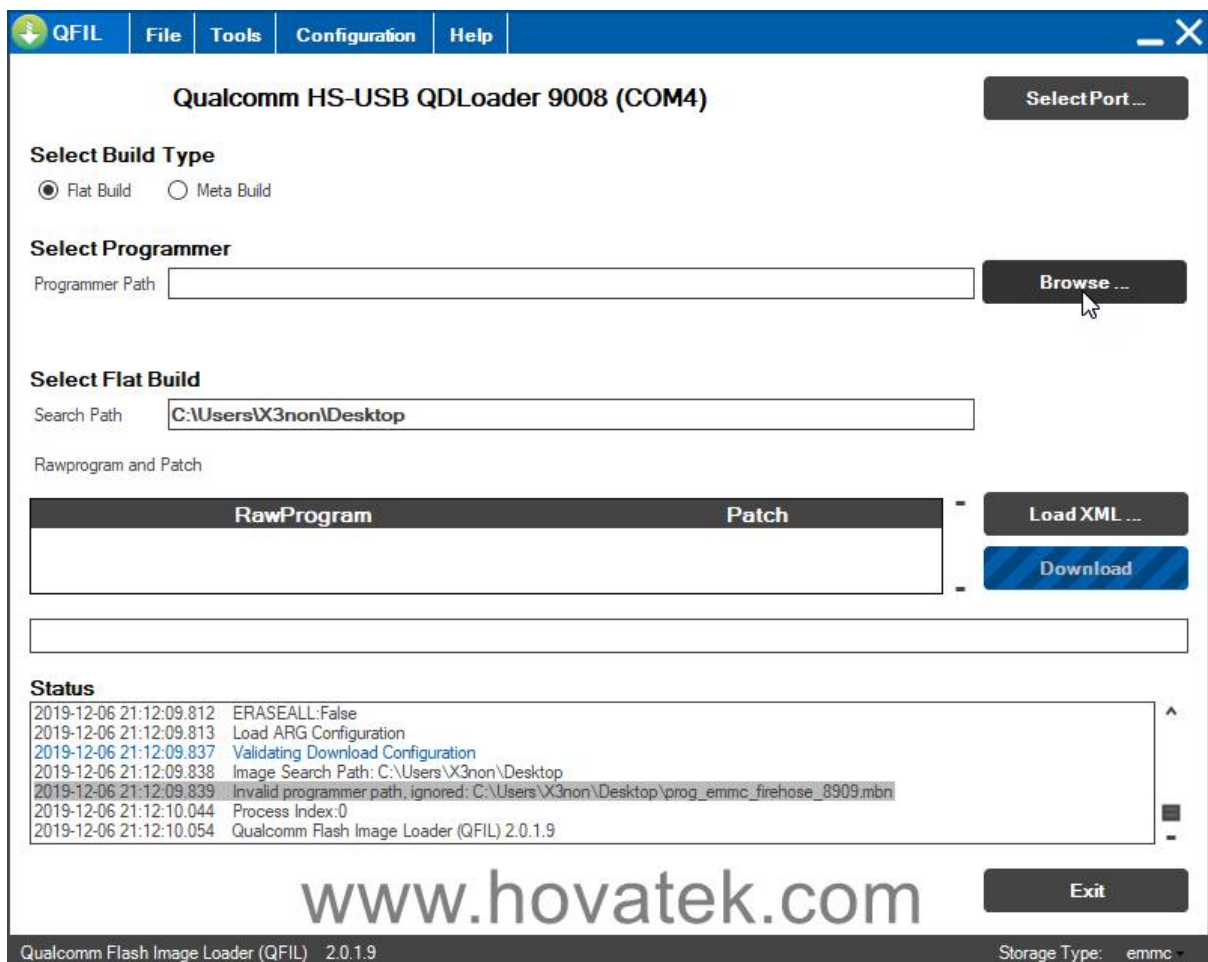 QFIL File Tools Configuration Help
Qualcomm HS-USB QDLoader 9008 (COM4) Select Port ...
Select Build Type
Flat Build Meta Build
Select Programmer
Programmer Path Browse ...
Select Flat Build
Search Path C:\Users\X3non\Desktop
Rawprogram and Patch
RawProgram Patch Load XML ...
Download
Status
2019-12-06 21:12:09.812 ERASEALL:False
2019-12-06 21:12:09.813 Load ARG Configuration
2019-12-06 21:12:09.837 Validating Download Configuration
2019-12-06 21:12:09.838 Image Search Path: C:\Users\X3non\Desktop
2019-12-06 21:12:09.839 Invalid programmer path, ignored: C:\Users\X3non\Desktop\prog_emmc_firehose_8909.mbn
2019-12-06 21:12:10.044 Process Index:0
2019-12-06 21:12:10.054 Qualcomm Flash Image Loader (QFIL) 2.0.1.9
www.hovatek.com Exit
Qualcomm Flash Image Loader (QFIL) 2.0.1.9 Storage Type: emmc